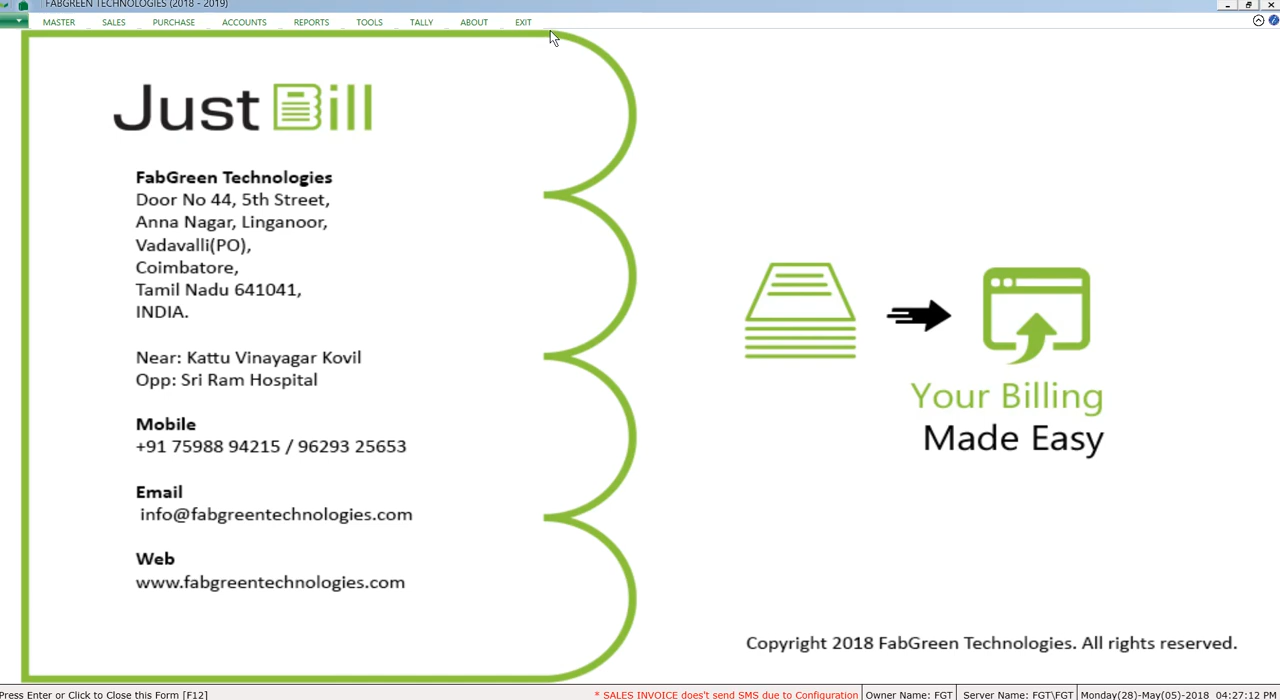 FABGREEN TECHNOLOGIES (2018 - 2019)
MASTER SALES PURCHASE ACCOUNTS REPORTS TOOLS TALLY ABOUT EXIT
Just Bill
FabGreen Technologies
Door No 44, 5th Street,
Anna Nagar, Linganoor,
Vadavalli(PO),
Coimbatore,
Tamil Nadu 641041,
INDIA.
Near: Kattu Vinayagar Kovil
Opp: Sri Ram Hospital
Mobile
+91 75988 94215 / 96293 25653
Email
info@fabgreentechnologies.com
Web
www.fabgreentechnologies.com
Your Billing
Made Easy
Copyright 2018 FabGreen Technologies. All rights reserved.
Press Enter or Click to Close this Form [F12] * SALES INVOICE does't send SMS due to Configuration Owner Name: FGT Server Name: FGT\FGT Monday(28)-May(05)-2018 04:27:12 PM